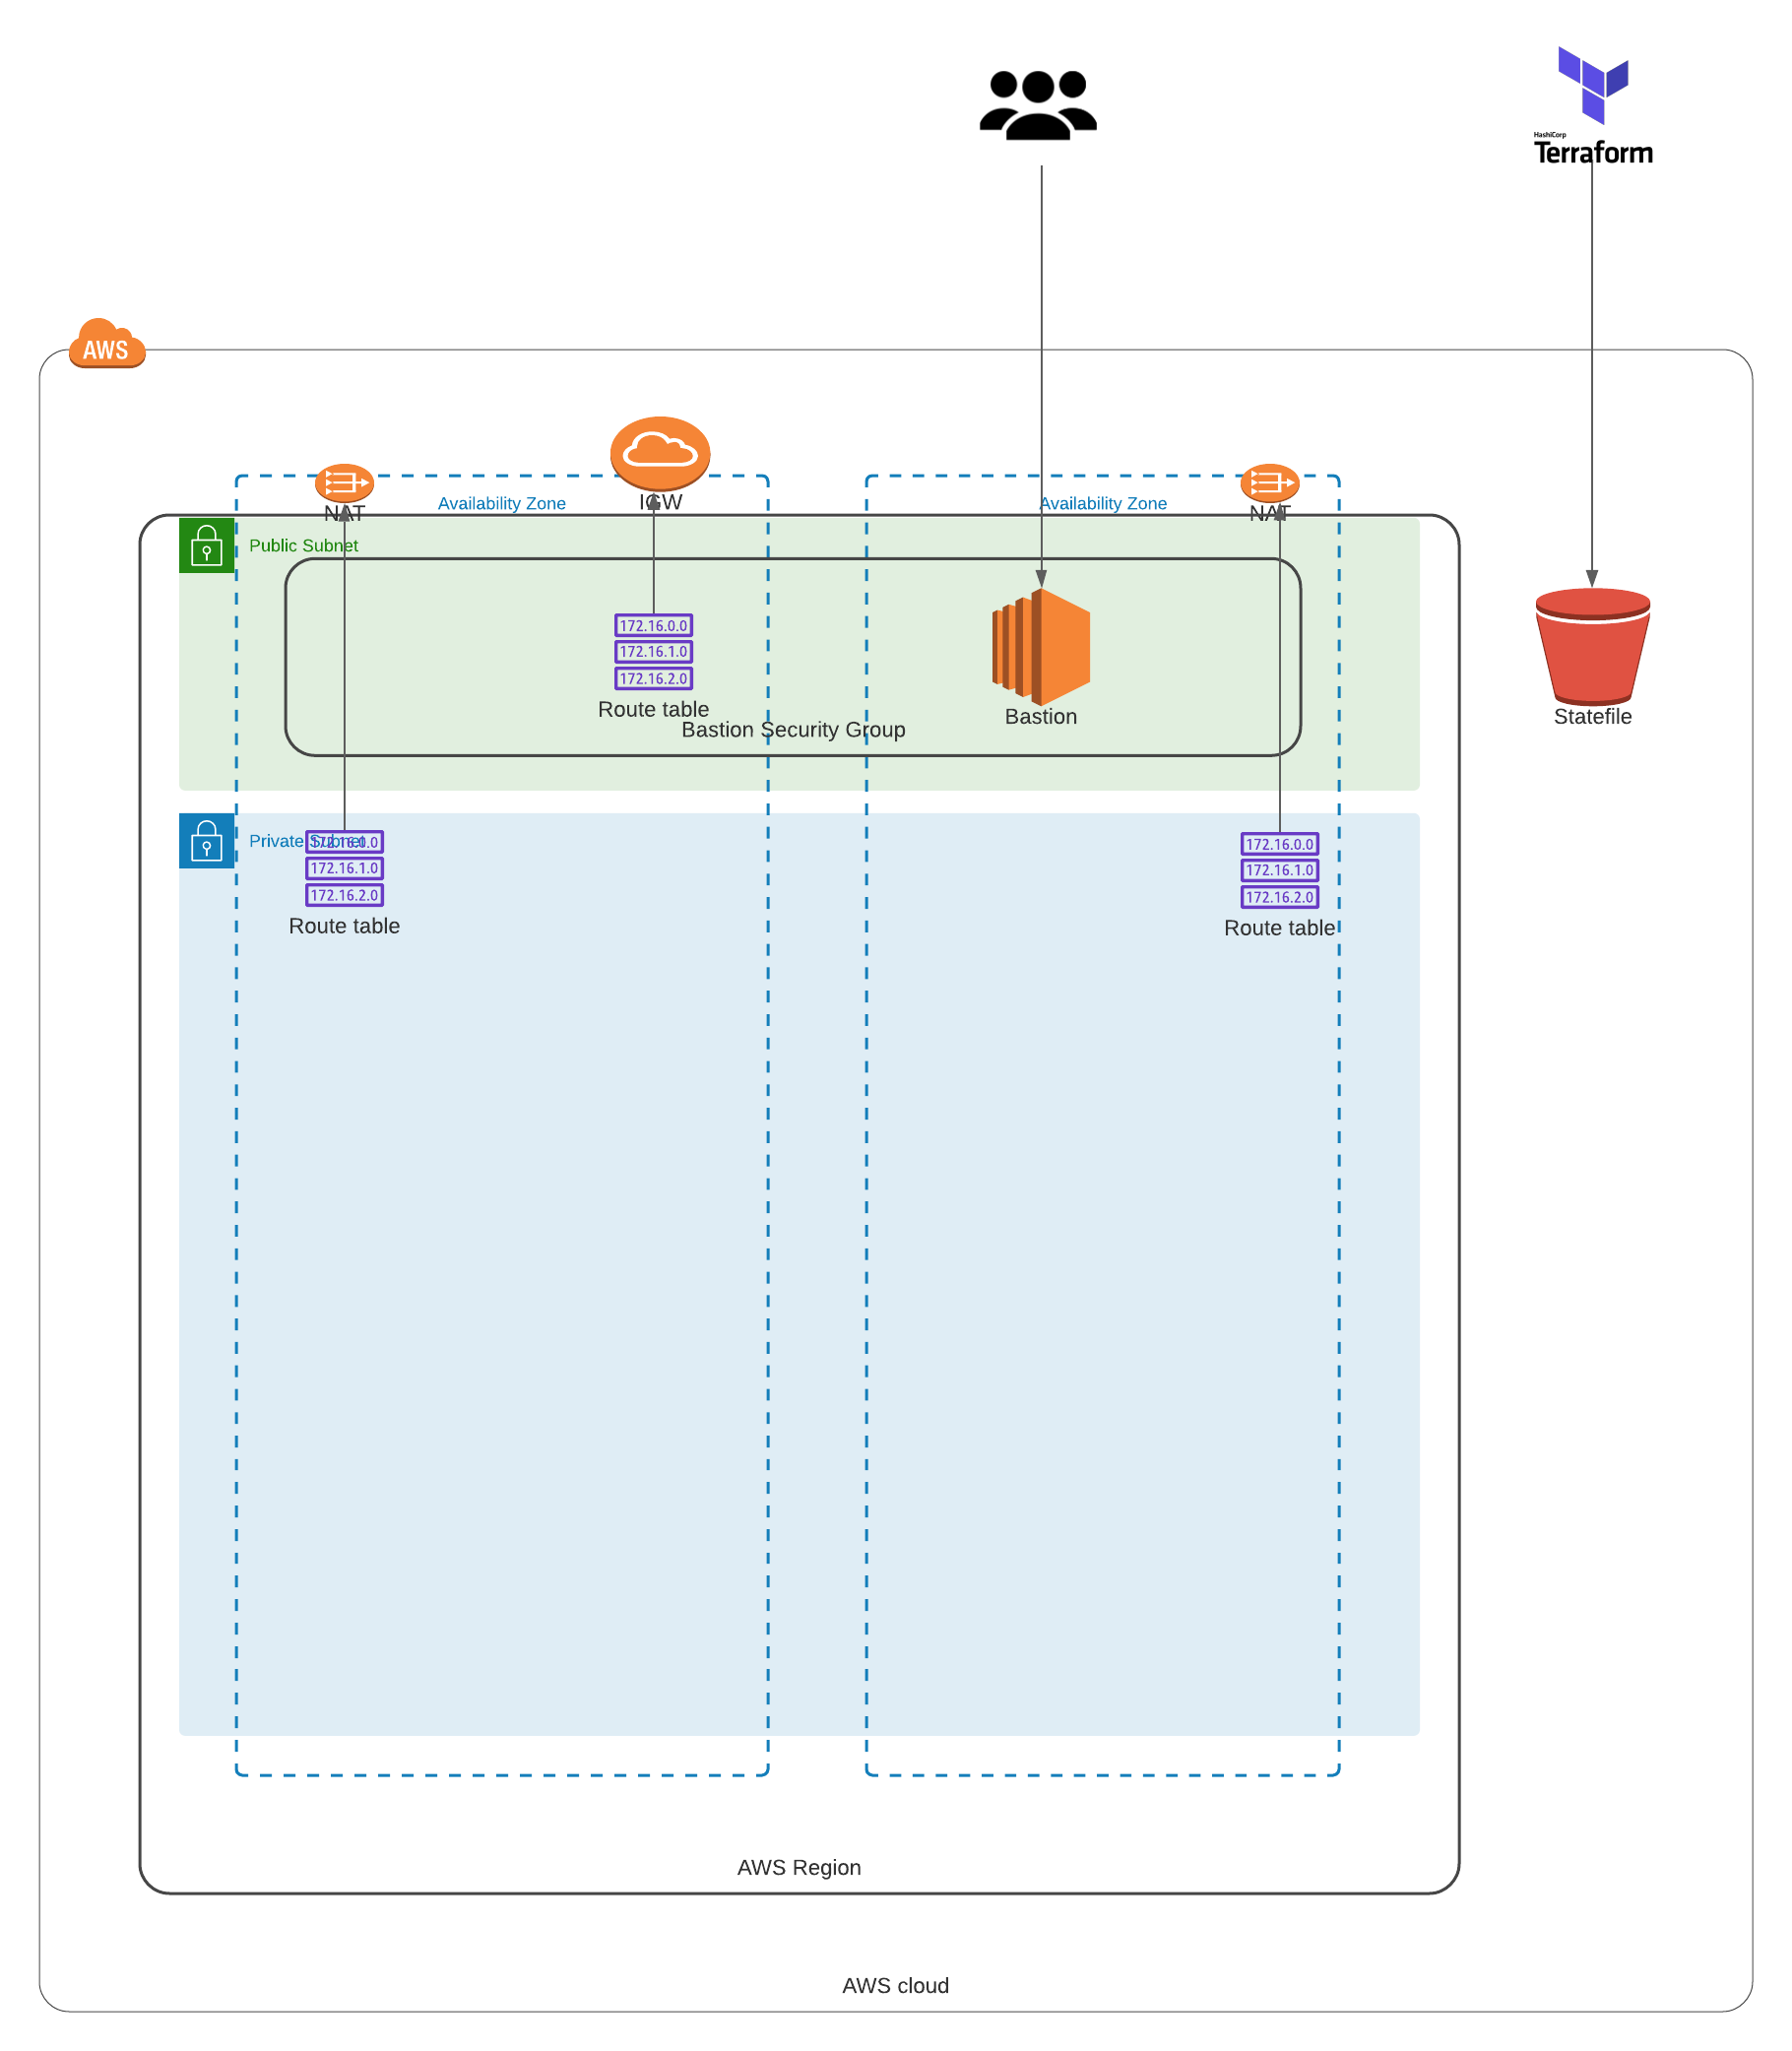 HashiCorp
Terraform
AWS
IGW
NAT
Availability Zone
Availability Zone
NAT
Public Subnet
172.16.0.0
172.16.1.0
172.16.2.0
Route table
Bastion
Statefile
Bastion Security Group
Private Subnet
172.16.0.0
172.16.1.0
172.16.2.0
Route table
172.16.0.0
172.16.1.0
172.16.2.0
Route table
AWS Region
AWS cloud